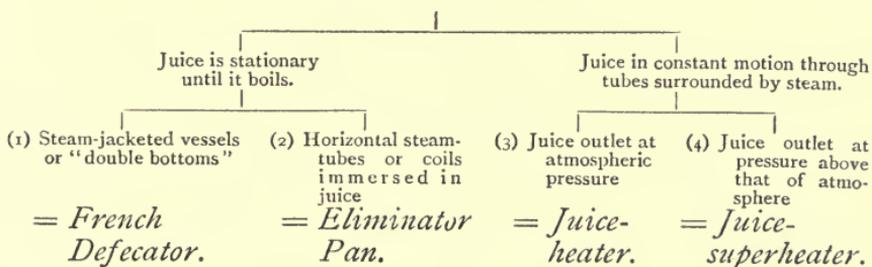 Juice is stationary
until it boils.
Juice in constant motion through
tubes surrounded by steam.
(1) Steam-jacketed vessels
or "double bottoms"
= French
Defecator.
(2) Horizontal steam-
tubes or coils
immersed in
juice
= Eliminator
Pan.
(3) Juice outlet at
atmospheric
pressure
= Juice-
heater.
(4) Juice outlet at
pressure above
that of atmo-
sphere
= Juice-
superheater.